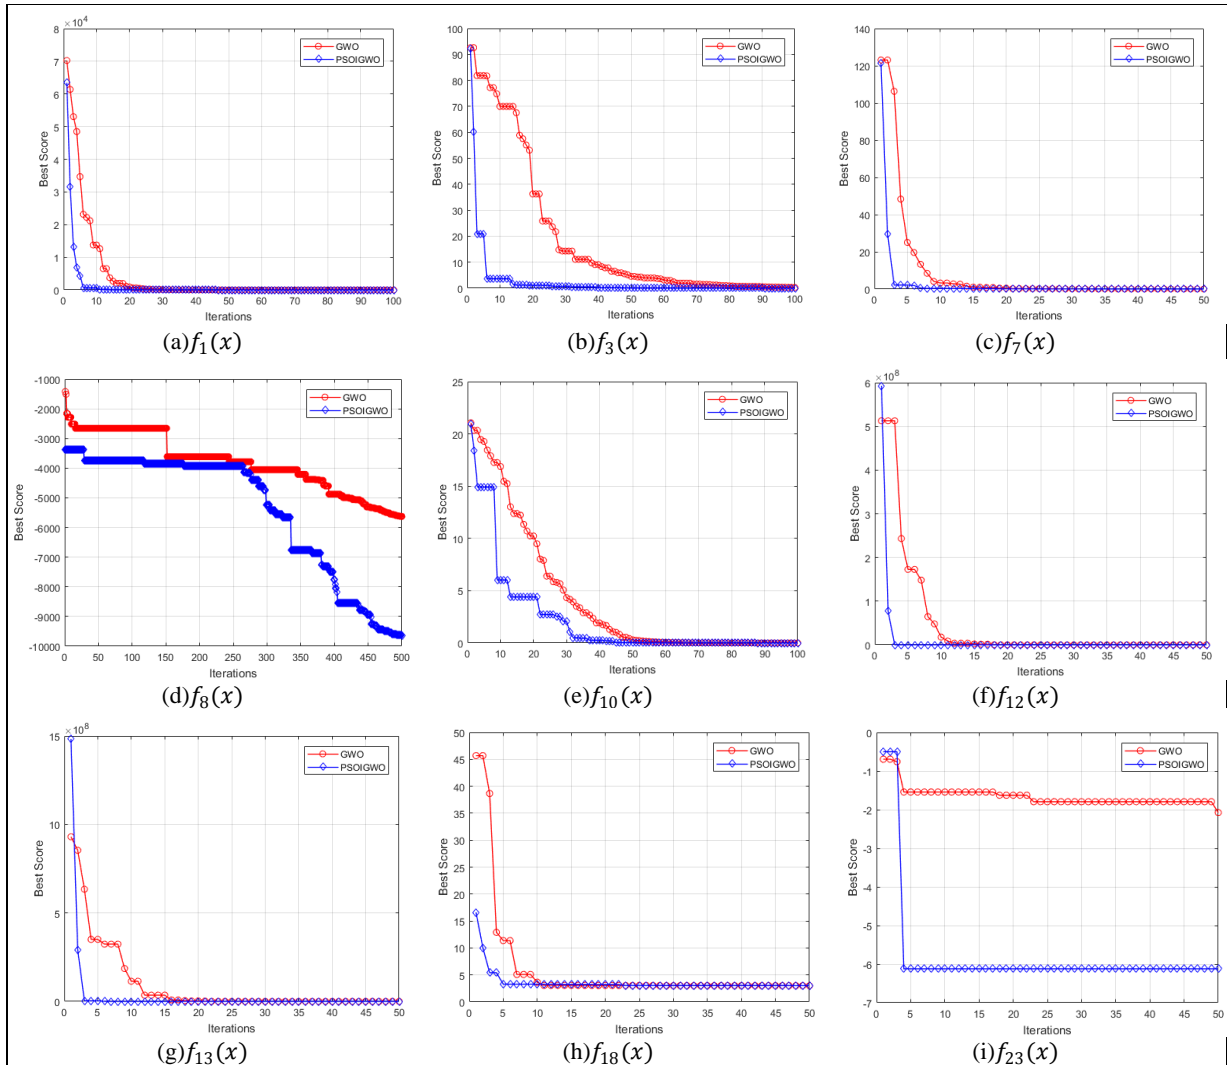 ×10⁴
8
7
6
5
4
3
2
1
0
Best Score
GWO
PSOIGWO
0 10 20 30 40 50 60 70 80 90 100
Iterations
(a)f₁(x)
100
90
80
70
60
50
40
30
20
10
0
Best Score
GWO
PSOIGWO
0 10 20 30 40 50 60 70 80 90 100
Iterations
(b)f₃(x)
140
120
100
80
60
40
20
0
Best Score
GWO
PSOIGWO
0 5 10 15 20 25 30 35 40 45 50
Iterations
(c)f₇(x)
-1000
-2000
-3000
-4000
-5000
-6000
-7000
-8000
-9000
-10000
Best Score
GWO
PSOIGWO
0 50 100 150 200 250 300 350 400 450 500
Iterations
(d)f₈(x)
25
20
15
10
5
0
Best Score
GWO
PSOIGWO
0 10 20 30 40 50 60 70 80 90 100
Iterations
(e)f₁₀(x)
×10⁸
6
5
4
3
2
1
0
Best Score
GWO
PSOIGWO
0 5 10 15 20 25 30 35 40 45 50
Iterations
(f)f₁₂(x)
×10⁸
15
10
5
0
Best Score
GWO
PSOIGWO
0 5 10 15 20 25 30 35 40 45 50
Iterations
(g)f₁₃(x)
50
45
40
35
30
25
20
15
10
5
0
Best Score
GWO
PSOIGWO
0 5 10 15 20 25 30 35 40 45 50
Iterations
(h)f₁₈(x)
0
-1
-2
-3
-4
-5
-6
-7
Best Score
GWO
PSOIGWO
0 5 10 15 20 25 30 35 40 45 50
Iterations
(i)f₂₃(x)